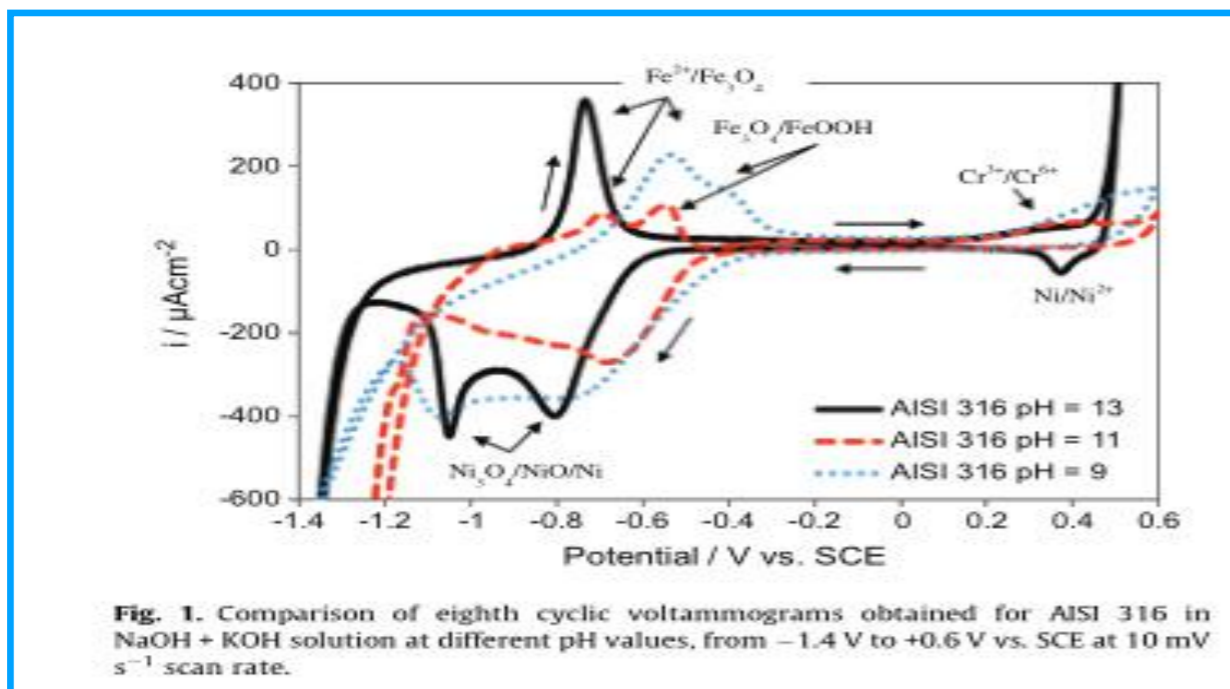 Fe²⁺/Fe₃O₄
Fe₃O₄/FeOOH
Cr³⁺/Cr⁶⁺
Ni/Ni²⁺
Ni₃O₄/NiO/Ni
400
200
0
-200
-400
-600
i / µAcm⁻²
AISI 316 pH = 13
AISI 316 pH = 11
AISI 316 pH = 9
-1.4 -1.2 -1 -0.8 -0.6 -0.4 -0.2 0 0.2 0.4 0.6
Potential / V vs. SCE
Fig. 1. Comparison of eighth cyclic voltammograms obtained for AISI 316 in
NaOH + KOH solution at different pH values, from −1.4 V to +0.6 V vs. SCE at 10 mV
s⁻¹ scan rate.